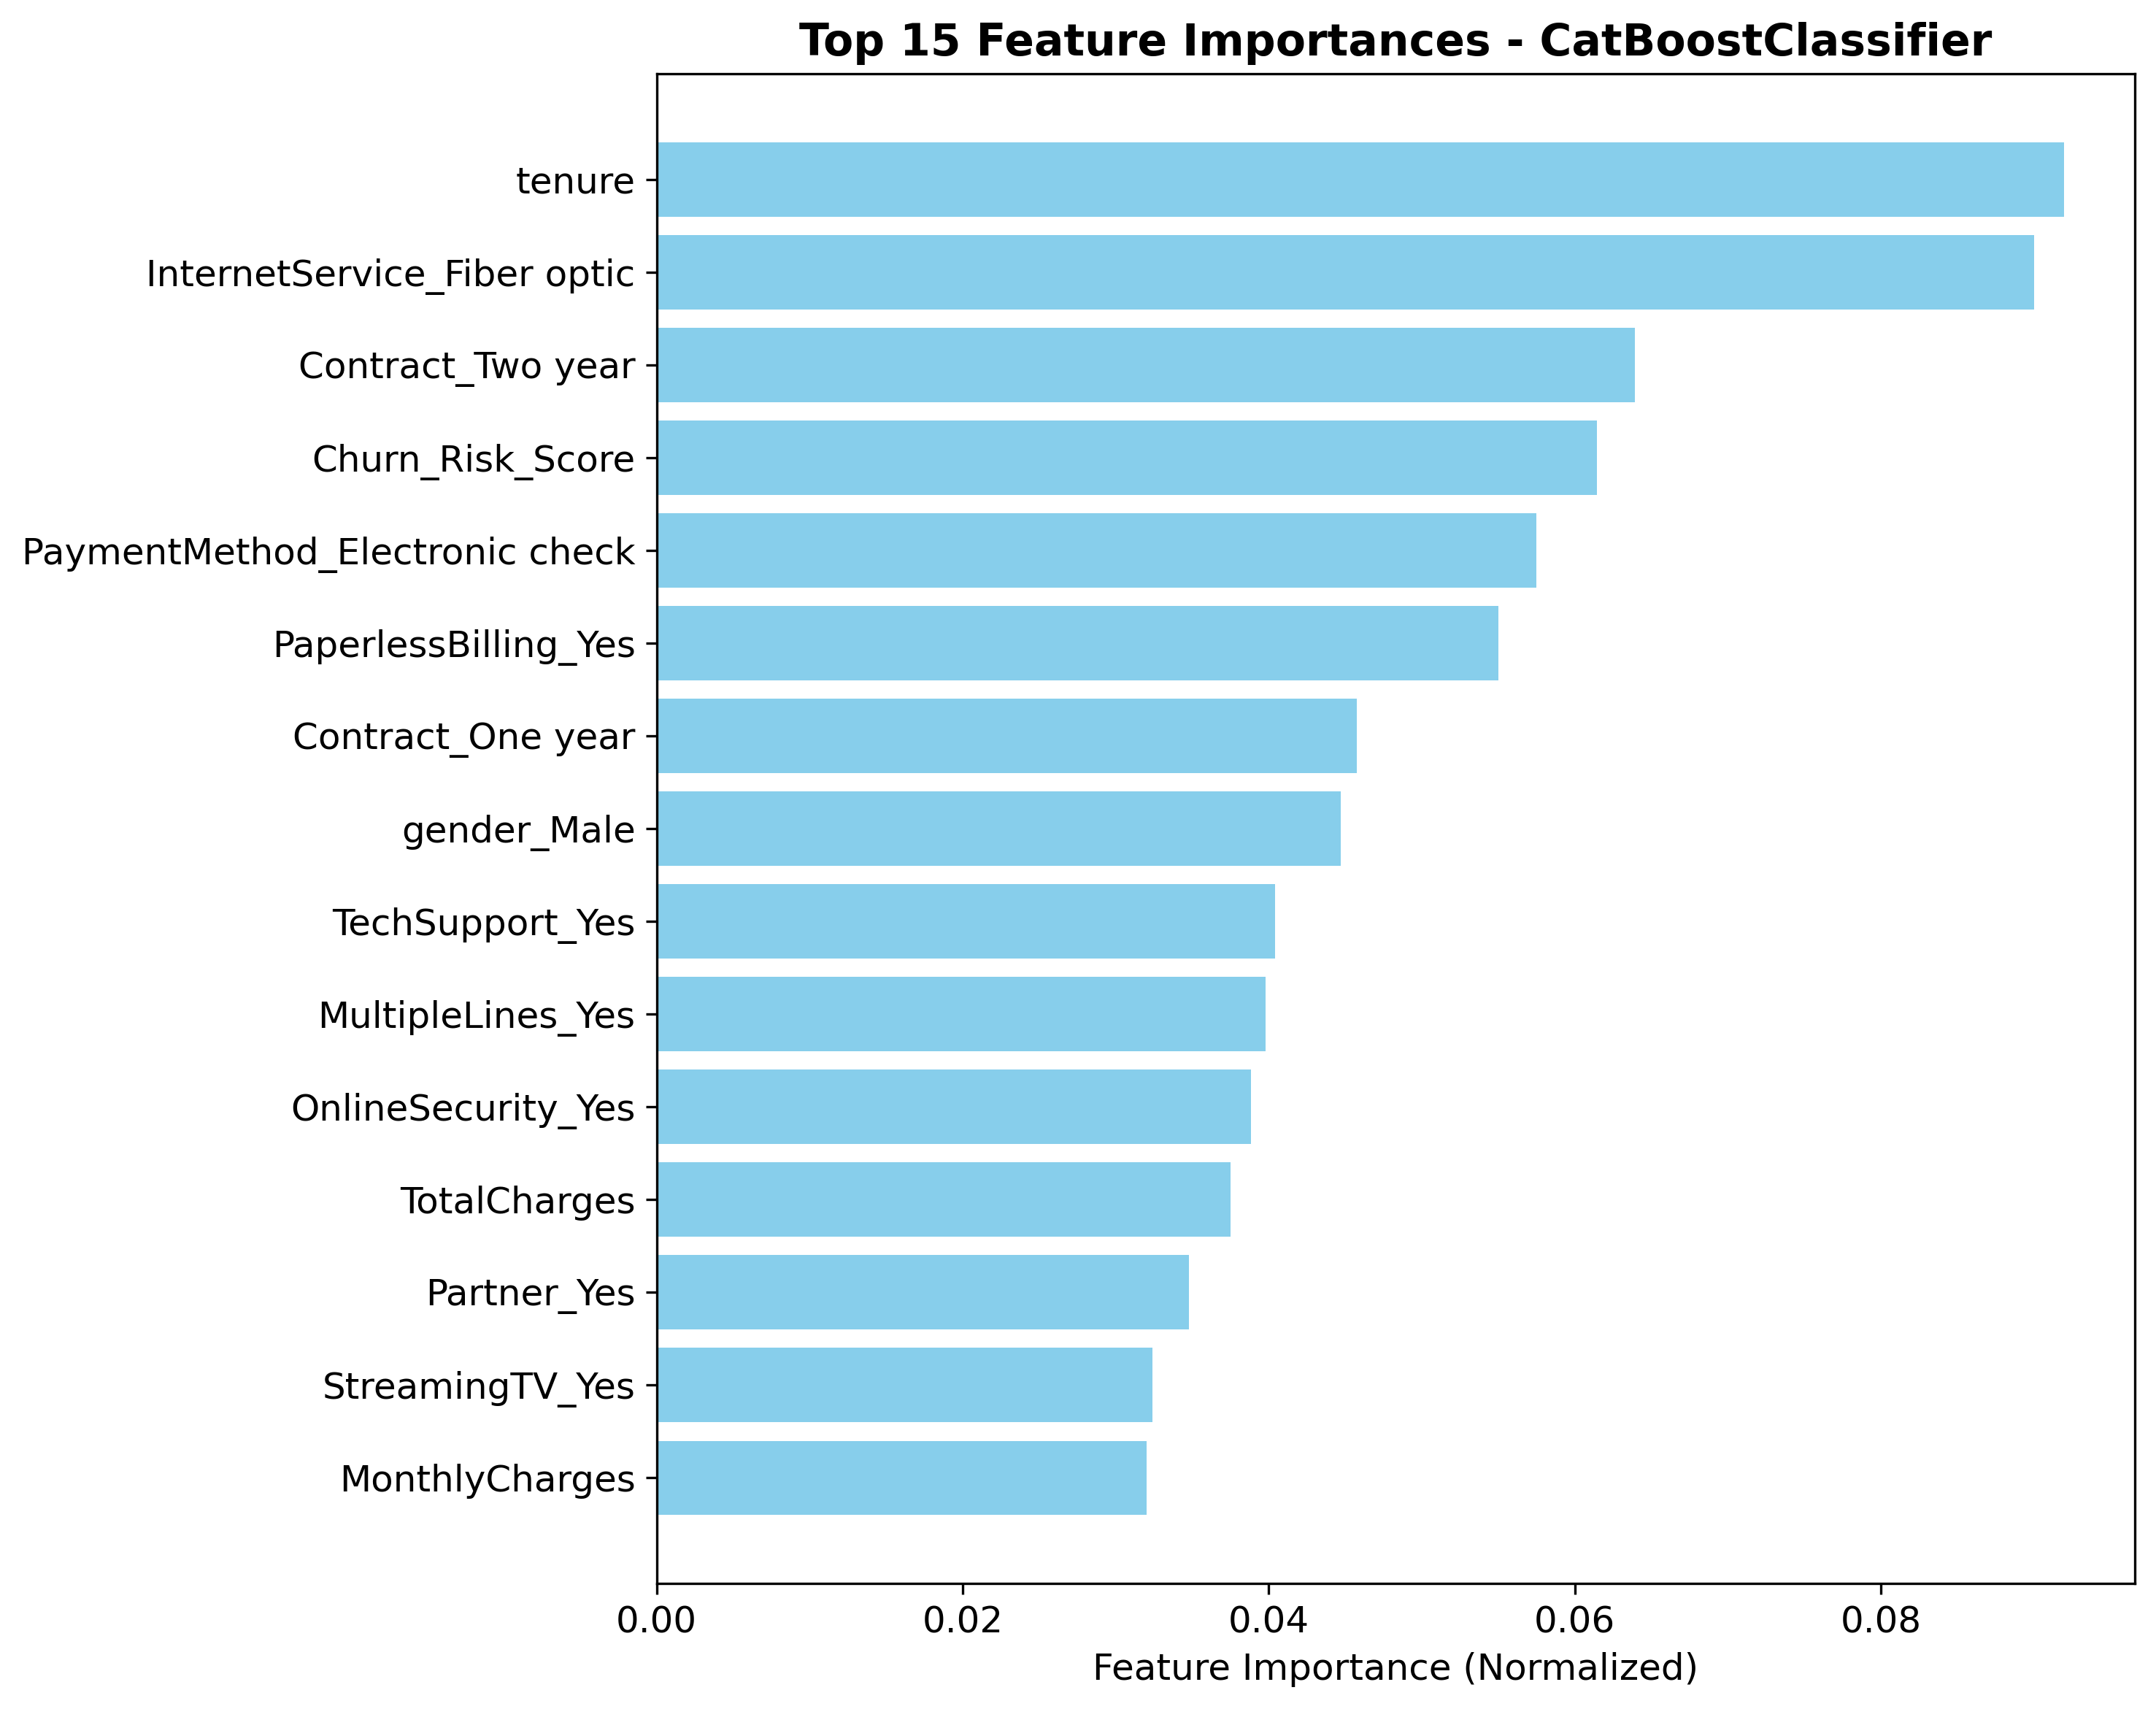 Top 15 Feature Importances - CatBoostClassifier
tenure
InternetService_Fiber optic
Contract_Two year
Churn_Risk_Score
PaymentMethod_Electronic check
PaperlessBilling_Yes
Contract_One year
gender_Male
TechSupport_Yes
MultipleLines_Yes
OnlineSecurity_Yes
TotalCharges
Partner_Yes
StreamingTV_Yes
MonthlyCharges
0.00 0.02 0.04 0.06 0.08
Feature Importance (Normalized)